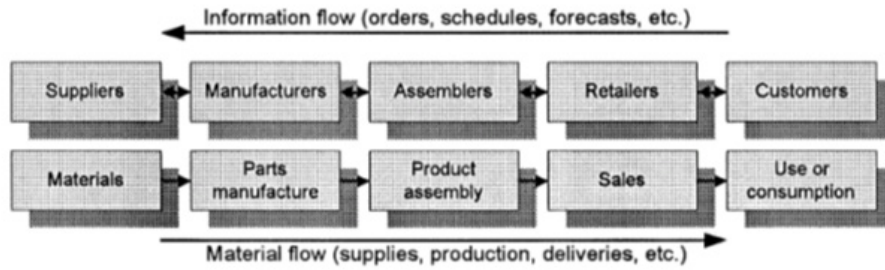 Information flow (orders, schedules, forecasts, etc.)
Suppliers
Manufacturers
Assemblers
Retailers
Customers
Materials
Parts
manufacture
Product
assembly
Sales
Use or
consumption
Material flow (supplies, production, deliveries, etc.)